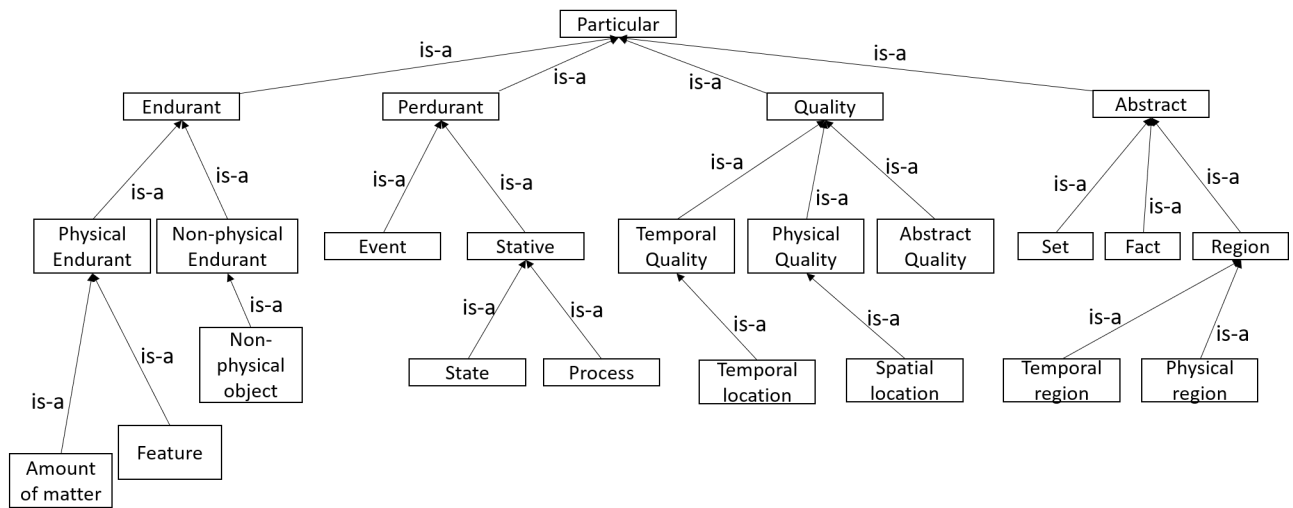 Particular
is-a
is-a
is-a
is-a
Endurant
Perdurant
Quality
Abstract
is-a
is-a
is-a
is-a
is-a
is-a
is-a
is-a
is-a
is-a
Physical
Endurant
Non-physical
Endurant
Event
Stative
Temporal
Quality
Physical
Quality
Abstract
Quality
Set
Fact
Region
is-a
is-a
is-a
is-a
is-a
is-a
is-a
is-a
is-a
Non-
physical
object
State
Process
Temporal
location
Spatial
location
Temporal
region
Physical
region
Amount
of matter
Feature